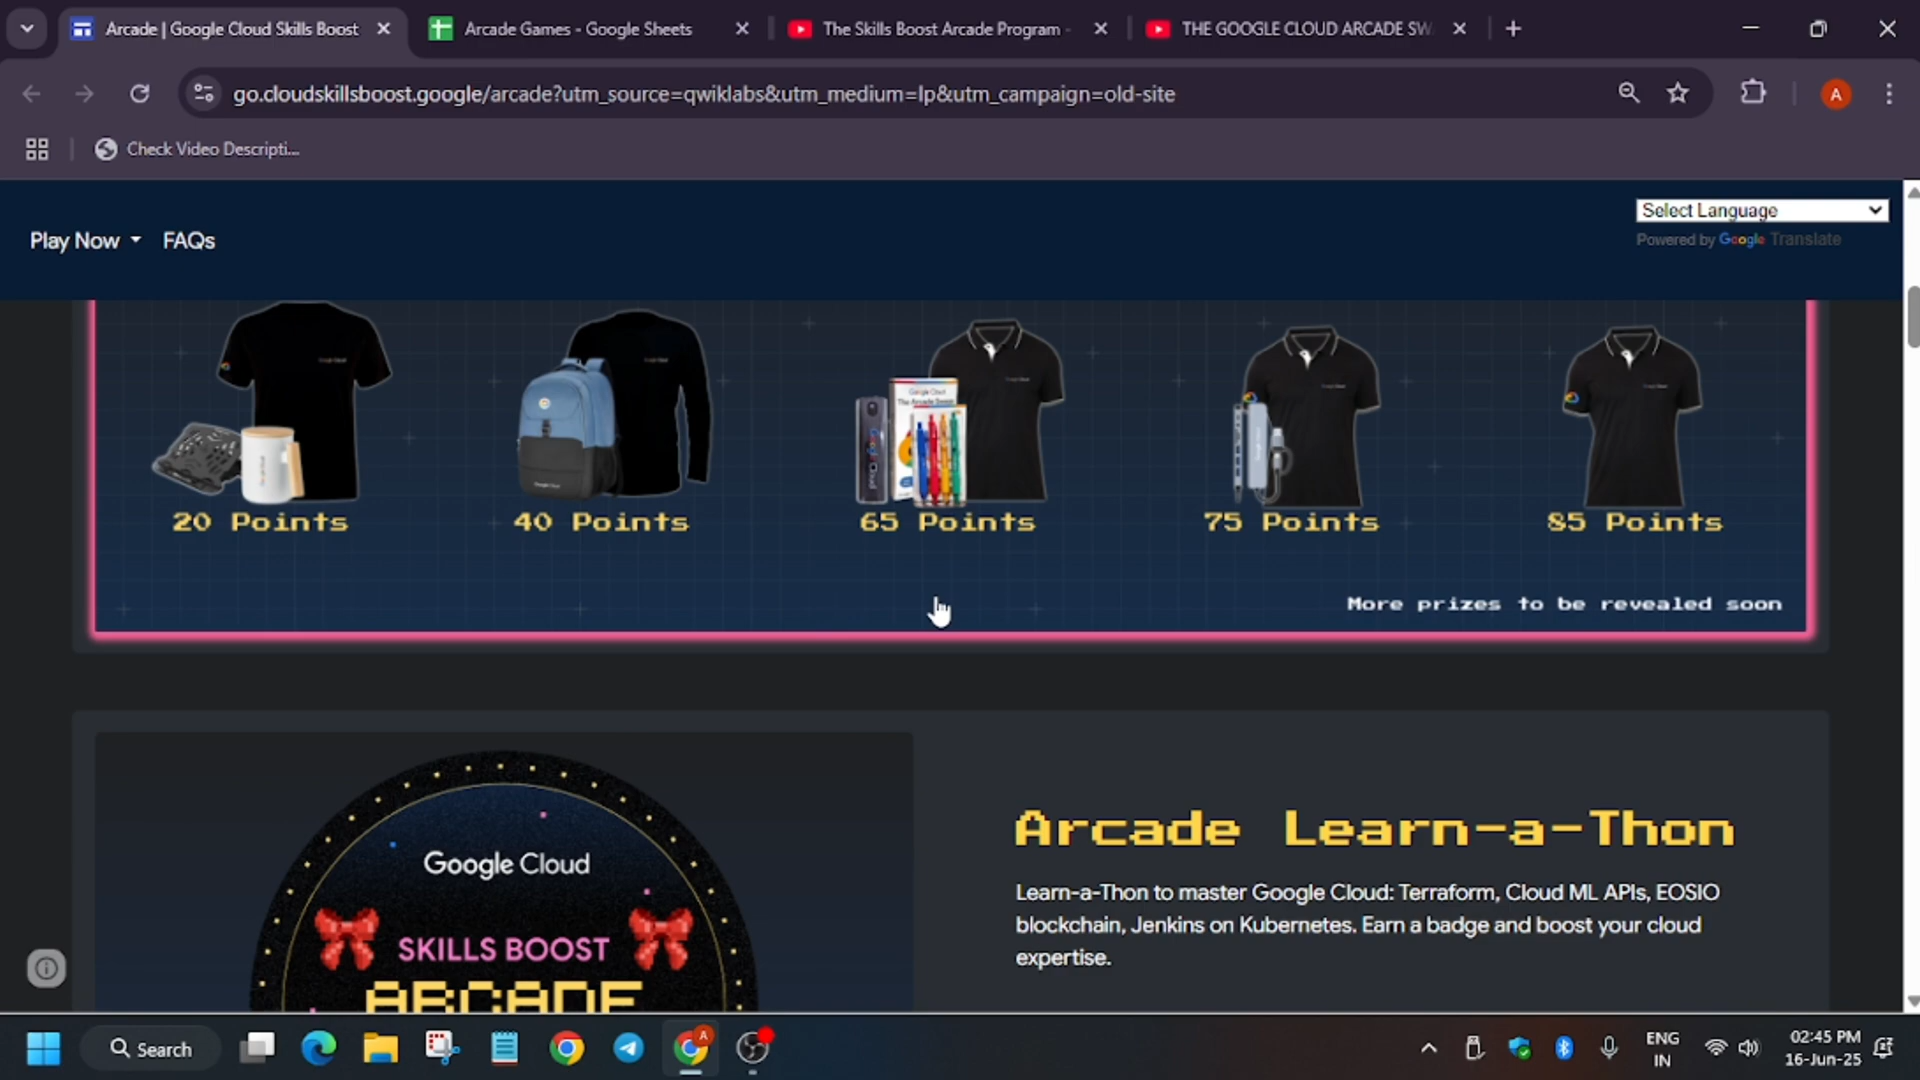 Arcade | Google Cloud Skills Boost
Arcade Games - Google Sheets
The Skills Boost Arcade Program -
THE GOOGLE CLOUD ARCADE SW
go.cloudskillsboost.google/arcade?utm_source=qwiklabs&utm_medium=lp&utm_campaign=old-site
A
Check Video Descripti...
Play Now
FAQs
Select Language
Powered by Google Translate
20 Points
40 Points
65 Points
75 Points
85 Points
More prizes to be revealed soon
Google Cloud
SKILLS BOOST
ARCADE
Arcade Learn-a-Thon
Learn-a-Thon to master Google Cloud: Terraform, Cloud ML APIs, EOSIO
blockchain, Jenkins on Kubernetes. Earn a badge and boost your cloud
expertise.
Search
A
ENG
IN
02:45 PM
16-Jun-25